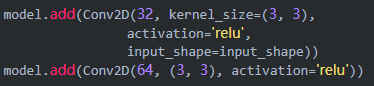 model.add(Conv2D(32, kernel_size=(3, 3),
                 activation='relu',
                 input_shape=input_shape))
model.add(Conv2D(64, (3, 3), activation='relu'))